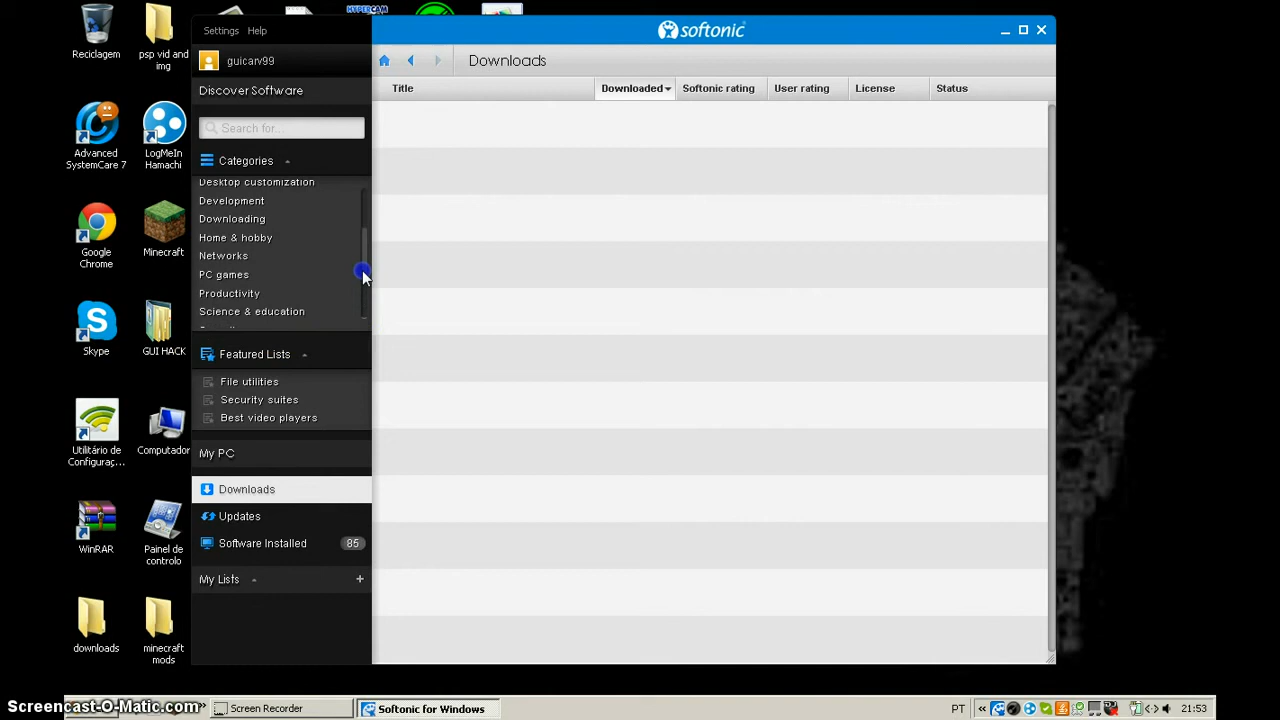 HYPERCAM
Reciclagem
psp vid and
img
Advanced
SystemCare 7
LogMeIn
Hamachi
Google
Chrome
Minecraft
Skype
GUI HACK
Utilitário de
Configuraç...
Computador
WinRAR
Painel de
controlo
downloads
minecraft
mods
Settings Help
guicarv99
Discover Software
Search for...
Categories
Desktop customization
Development
Downloading
Home & hobby
Networks
PC games
Productivity
Science & education
Featured Lists
File utilities
Security suites
Best video players
My PC
Downloads
Updates
Software Installed 85
My Lists +
softonic
Downloads
Title Downloaded Softonic rating User rating License Status
Screencast-O-Matic.com
Screen Recorder
Softonic for Windows
PT
21:53